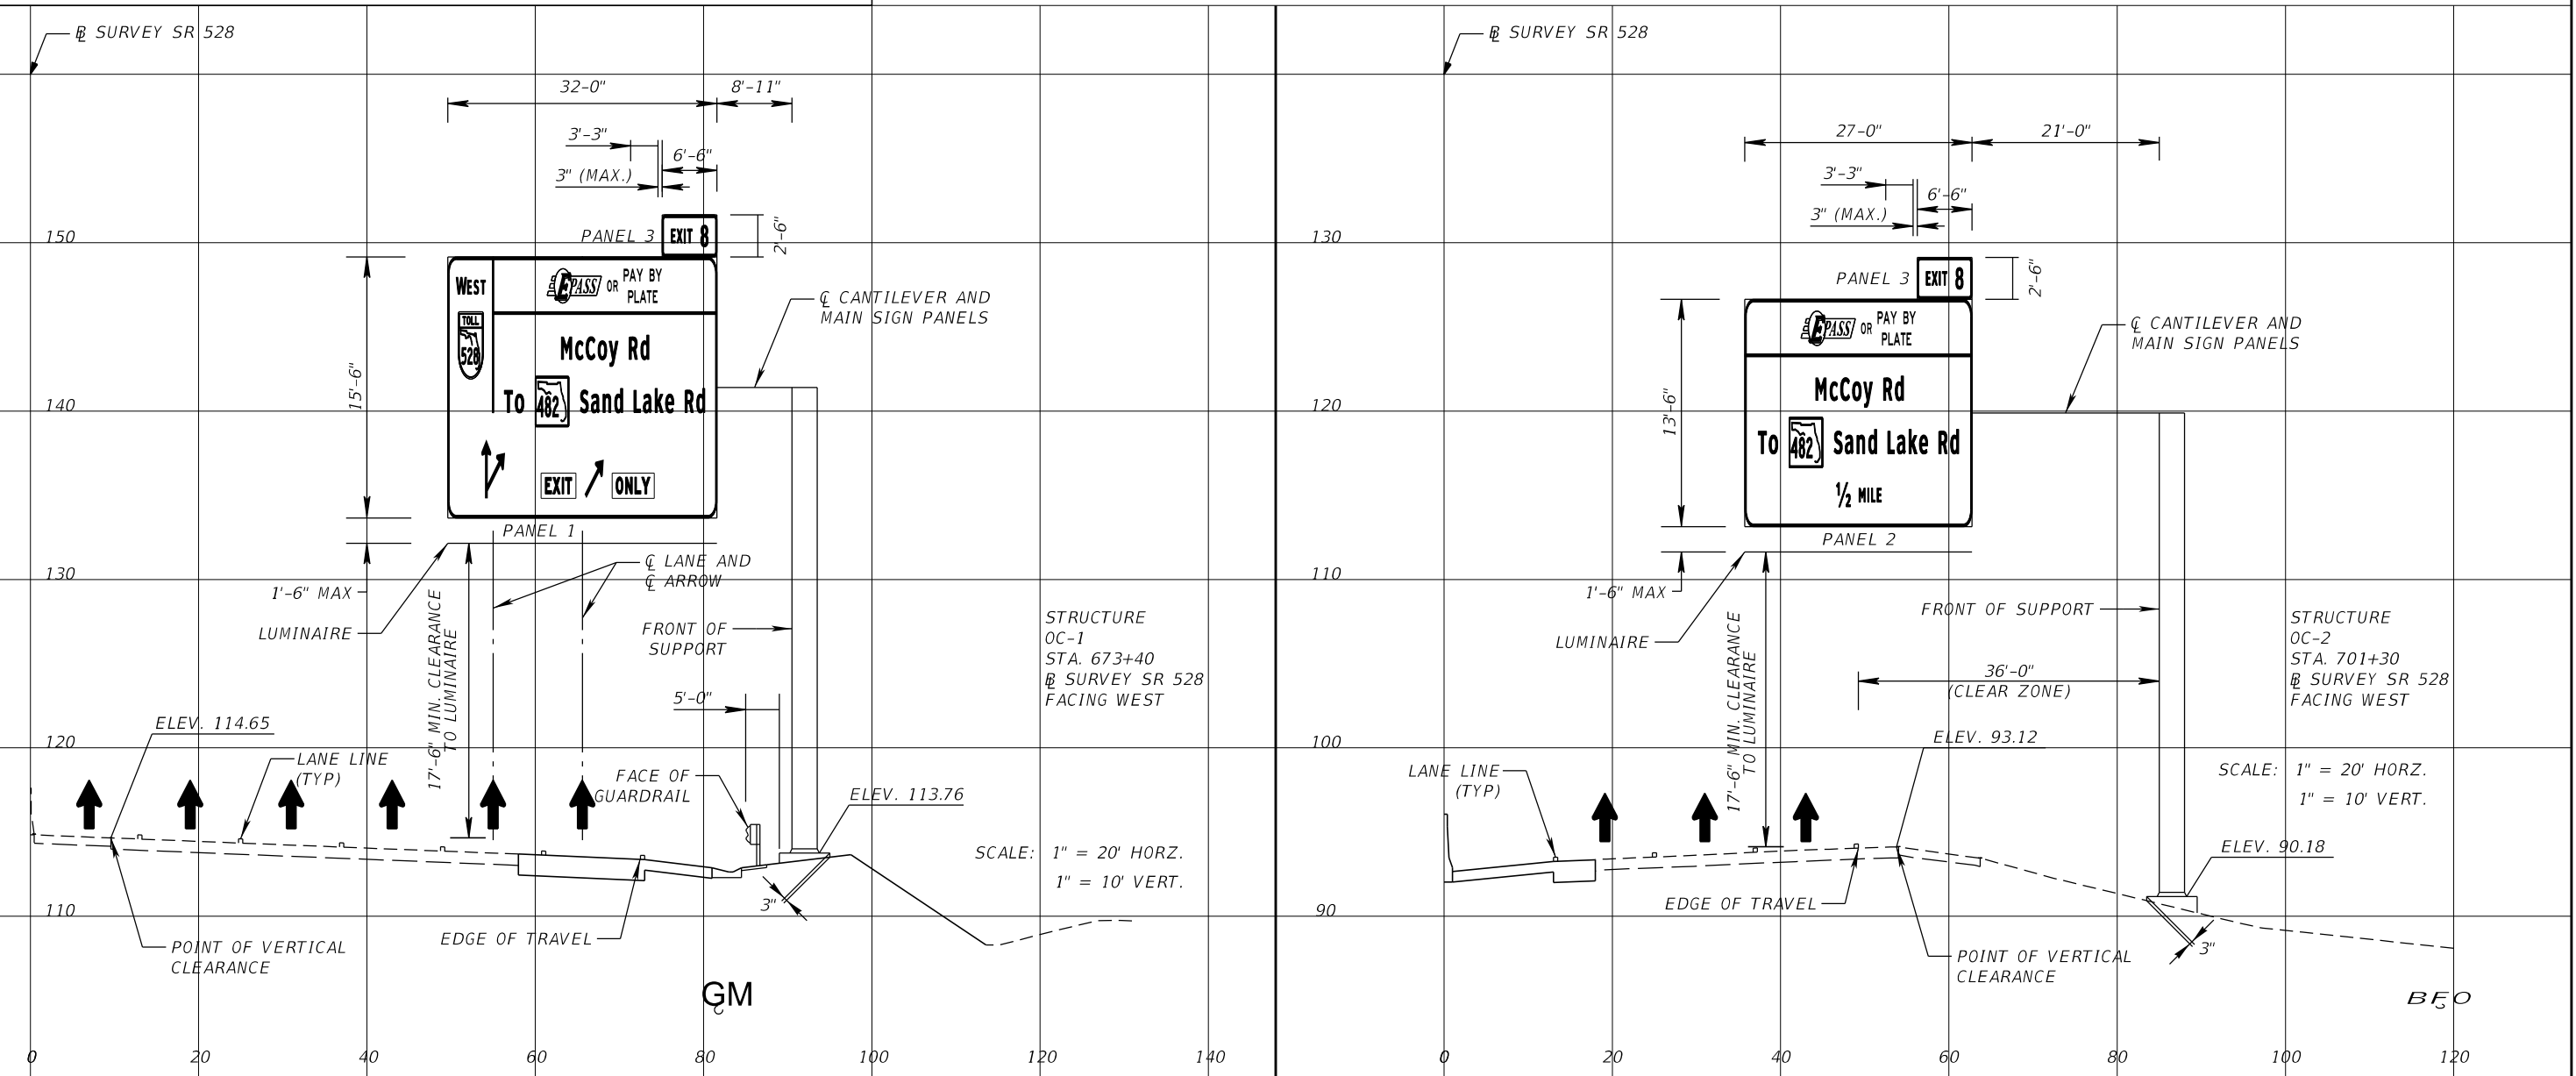 ℄ SURVEY SR 528
32-0"
8'-11"
3'-3"
6'-6"
3" (MAX.)
PANEL 3
EXIT 8
2'-6"
150
WEST
TOLL
528
E PASS OR PAY BY
PLATE
McCoy Rd
To 482 Sand Lake Rd
EXIT ONLY
℄ CANTILEVER AND
MAIN SIGN PANELS
15'-6"
140
PANEL 1
130
1'-6" MAX
LUMINAIRE
17'-6" MIN. CLEARANCE
TO LUMINAIRE
℄ LANE AND
℄ ARROW
FRONT OF
SUPPORT
STRUCTURE
OC-1
STA. 673+40
℄ SURVEY SR 528
FACING WEST
5'-0"
ELEV. 114.65
120
LANE LINE
(TYP)
FACE OF
GUARDRAIL
ELEV. 113.76
SCALE: 1" = 20' HORZ.
1" = 10' VERT.
3"
110
EDGE OF TRAVEL
POINT OF VERTICAL
CLEARANCE
GM
0 20 40 60 80 100 120 140
℄ SURVEY SR 528
27-0"
21'-0"
3'-3"
6'-6"
3" (MAX.)
130
PANEL 3
EXIT 8
2'-6"
E PASS OR PAY BY
PLATE
McCoy Rd
To 482 Sand Lake Rd
½ MILE
℄ CANTILEVER AND
MAIN SIGN PANELS
13'-6"
120
PANEL 2
110
1'-6" MAX
LUMINAIRE
17'-6" MIN. CLEARANCE
TO LUMINAIRE
FRONT OF SUPPORT
STRUCTURE
OC-2
STA. 701+30
℄ SURVEY SR 528
FACING WEST
36'-0"
(CLEAR ZONE)
100
ELEV. 93.12
LANE LINE
(TYP)
SCALE: 1" = 20' HORZ.
1" = 10' VERT.
ELEV. 90.18
EDGE OF TRAVEL
90
3"
POINT OF VERTICAL
CLEARANCE
BFO
0 20 40 60 80 100 120